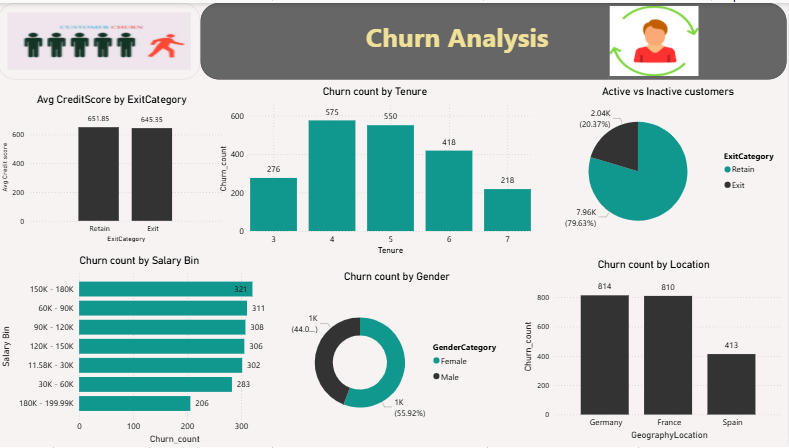 CUSTOMER CHURN
Churn Analysis
Avg CreditScore by ExitCategory
Avg Credit score
600
400
200
0
651.85
645.35
Retain
Exit
ExitCategory
Churn count by Tenure
Churn_count
600
400
200
0
276
575
550
418
218
3
4
5
6
7
Tenure
Active vs Inactive customers
2.04K
(20.37%)
7.96K
(79.63%)
ExitCategory
Retain
Exit
Churn count by Salary Bin
Salary Bin
150K - 180K
321
60K - 90K
311
90K - 120K
308
120K - 150K
306
11.58K - 30K
302
30K - 60K
283
180K - 199.99K
206
0
100
200
300
Churn_count
Churn count by Gender
1K
(44.0...)
1K
(55.92%)
GenderCategory
Female
Male
Churn count by Location
Churn_count
800
600
400
200
0
814
810
413
Germany
France
Spain
GeographyLocation